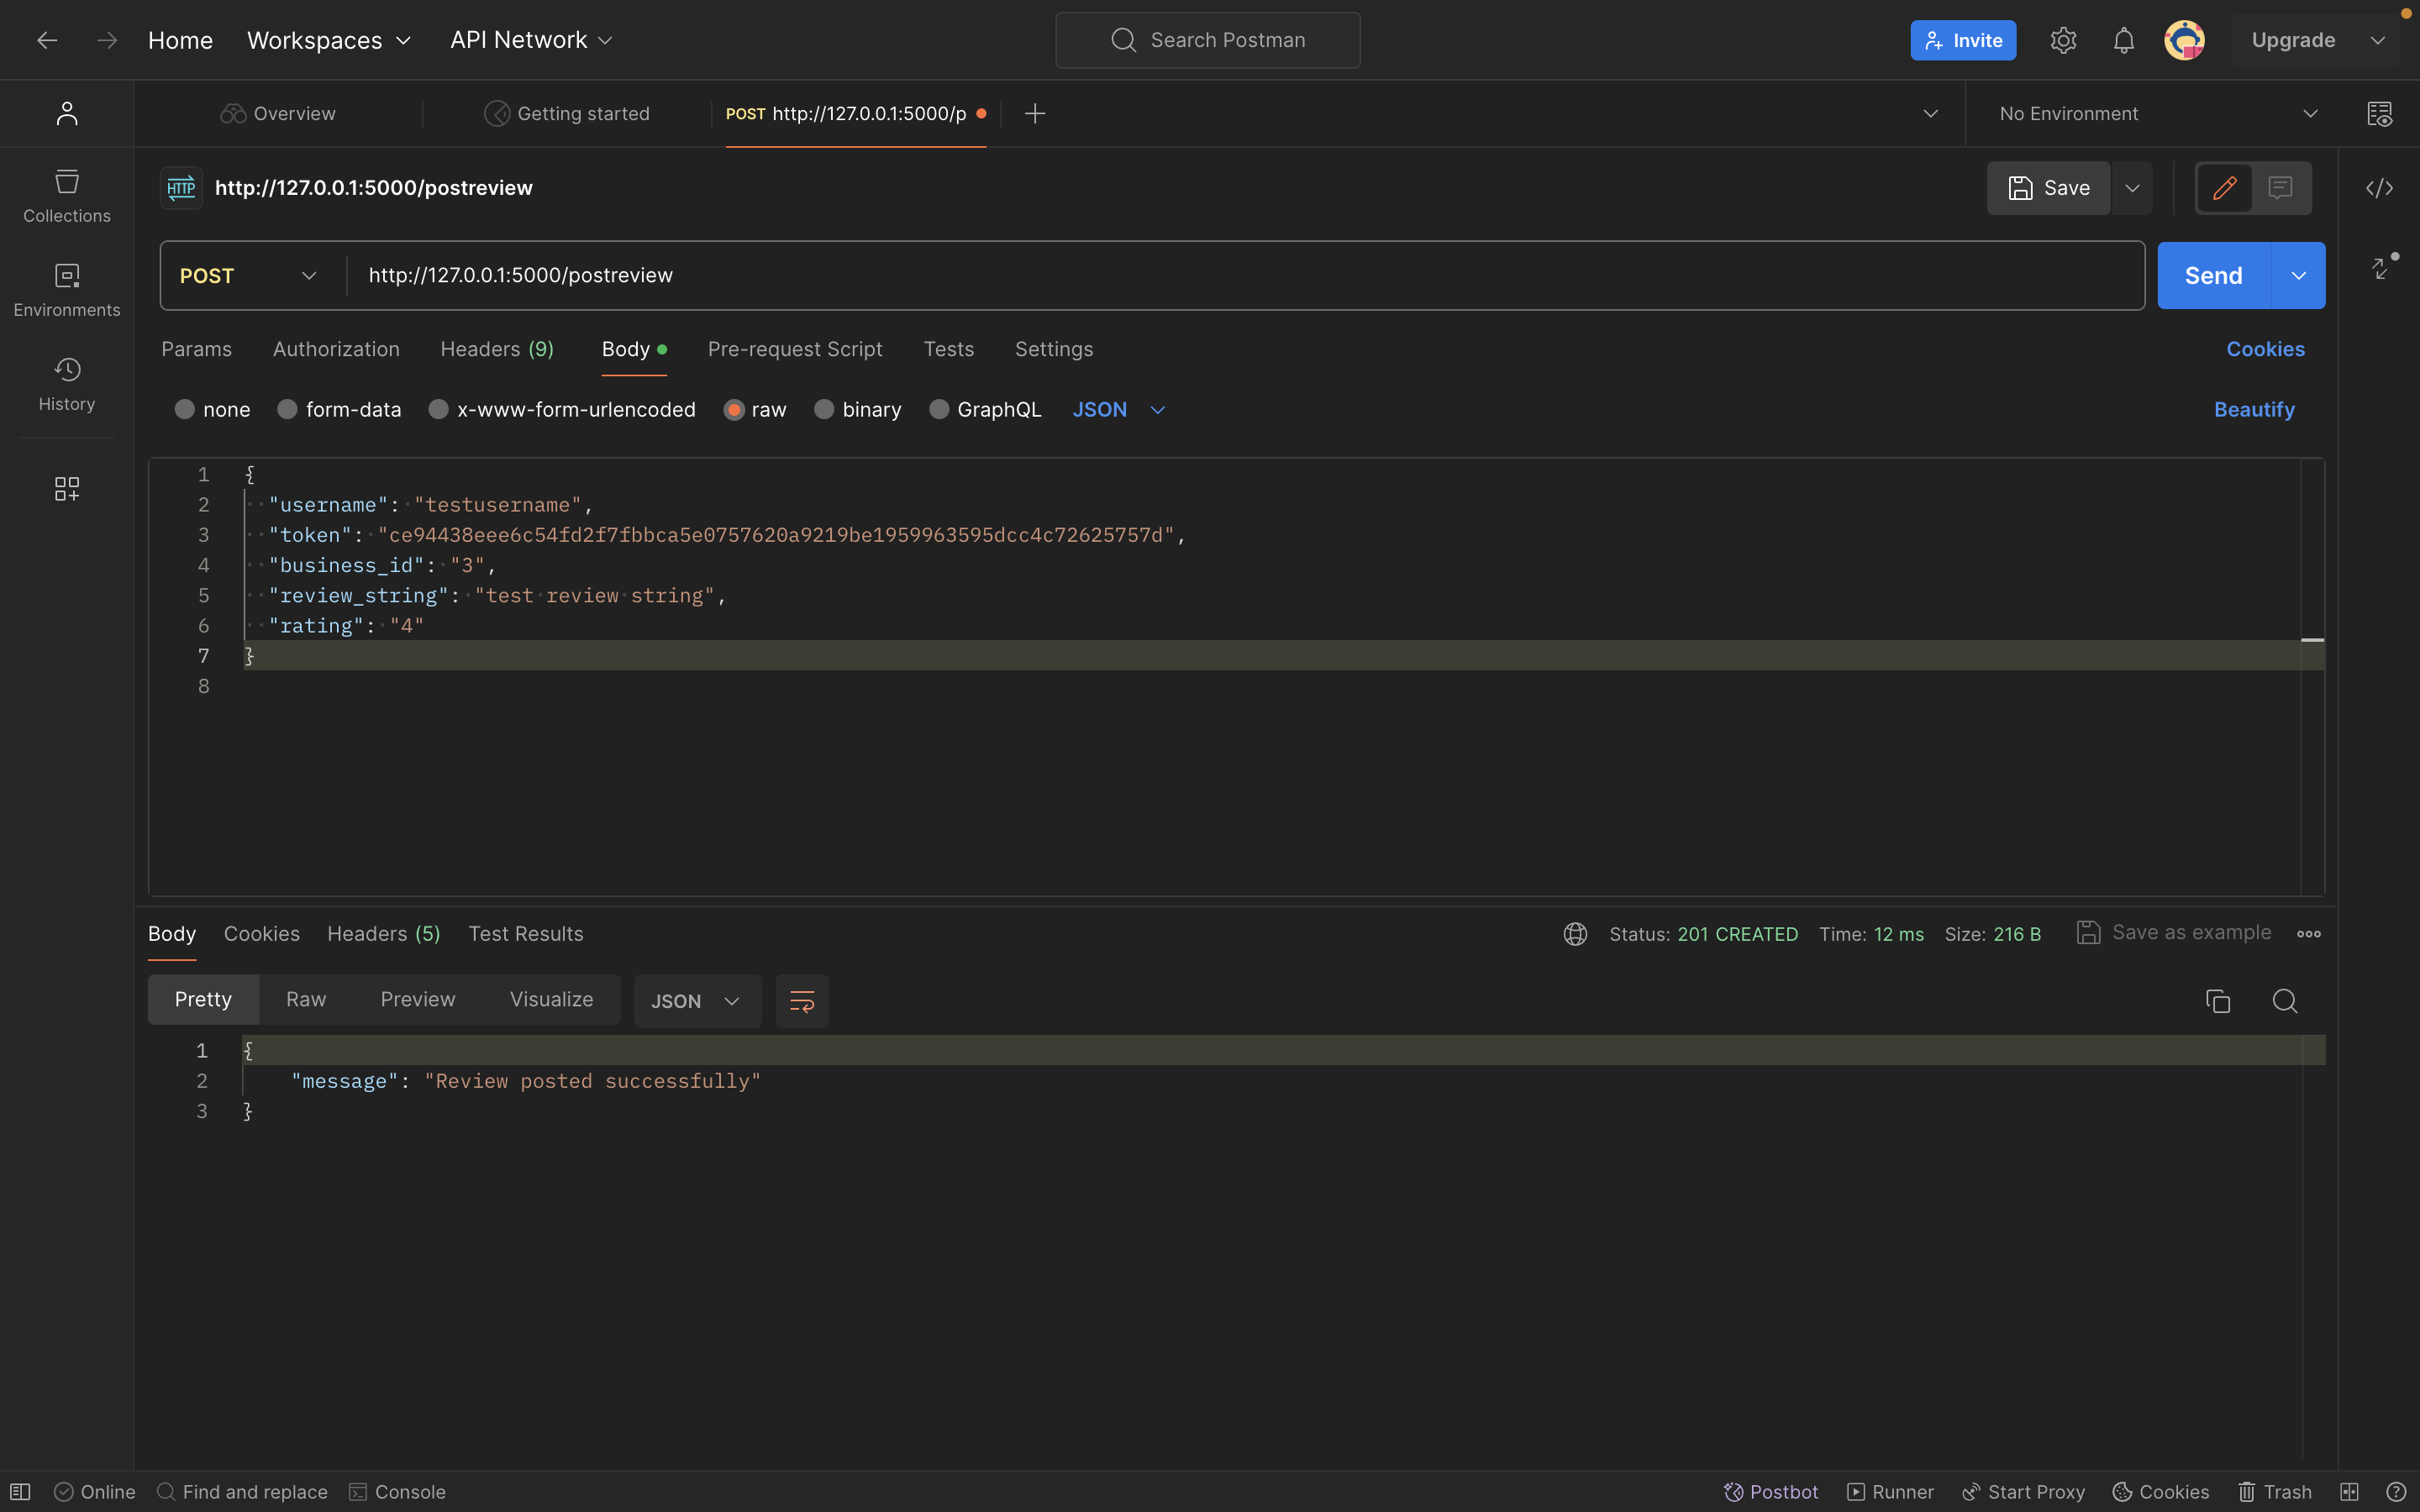 Home Workspaces API Network Search Postman Invite Upgrade
Overview Getting started POST http://127.0.0.1:5000/p No Environment
HTTP http://127.0.0.1:5000/postreview Save
Collections
POST http://127.0.0.1:5000/postreview Send
Environments
Params Authorization Headers (9) Body Pre-request Script Tests Settings Cookies
History
none form-data x-www-form-urlencoded raw binary GraphQL JSON Beautify
1 {
2 "username": "testusername",
3 "token": "ce94438eee6c54fd2f7fbbca5e0757620a9219be1959963595dcc4c72625757d",
4 "business_id": "3",
5 "review_string": "test review string",
6 "rating": "4"
7 }
8
Body Cookies Headers (5) Test Results Status: 201 CREATED Time: 12 ms Size: 216 B Save as example
Pretty Raw Preview Visualize JSON
1 {
2 "message": "Review posted successfully"
3 }
Online Find and replace Console Postbot Runner Start Proxy Cookies Trash